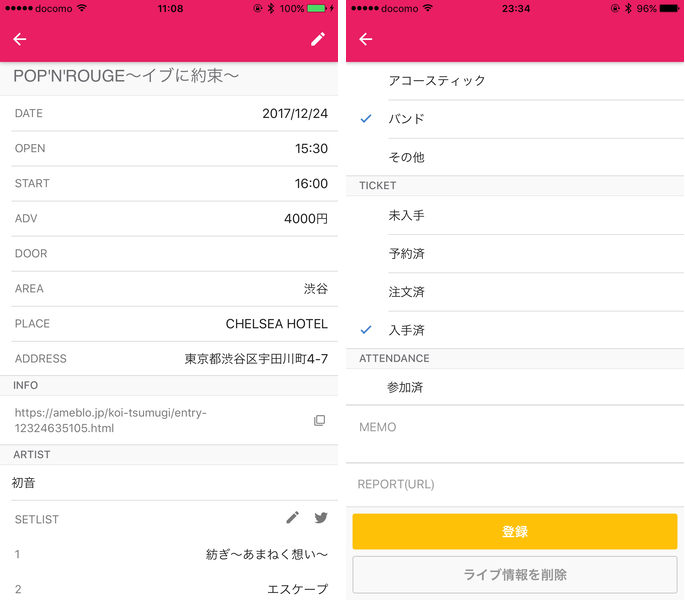 docomo 11:08 100%
POP'N'ROUGE〜イブに約束〜
DATE 2017/12/24
OPEN 15:30
START 16:00
ADV 4000円
DOOR
AREA 渋谷
PLACE CHELSEA HOTEL
ADDRESS 東京都渋谷区宇田川町4-7
INFO
https://ameblo.jp/koi-tsumugi/entry-
12324635105.html
ARTIST
初音
SETLIST
1 紡ぎ〜あまねく想い〜
2 エスケープ
docomo 23:34 96%
アコースティック
バンド
その他
TICKET
未入手
予約済
注文済
入手済
ATTENDANCE
参加済
MEMO
REPORT(URL)
登録
ライブ情報を削除